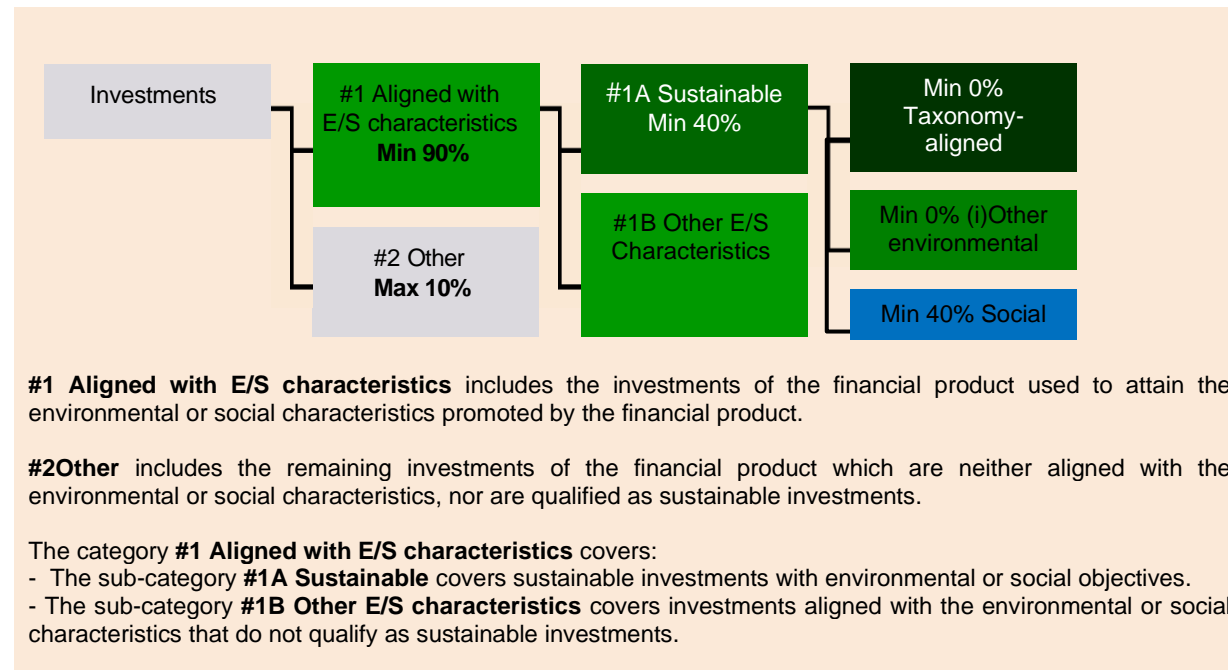 Investments
#1 Aligned with
E/S characteristics
Min 90%
#2 Other
Max 10%
#1A Sustainable
Min 40%
#1B Other E/S
Characteristics
Min 0%
Taxonomy-
aligned
Min 0% (i)Other
environmental
Min 40% Social
#1 Aligned with E/S characteristics includes the investments of the financial product used to attain the
environmental or social characteristics promoted by the financial product.
#2Other includes the remaining investments of the financial product which are neither aligned with the
environmental or social characteristics, nor are qualified as sustainable investments.
The category #1 Aligned with E/S characteristics covers:
- The sub-category #1A Sustainable covers sustainable investments with environmental or social objectives.
- The sub-category #1B Other E/S characteristics covers investments aligned with the environmental or social
characteristics that do not qualify as sustainable investments.